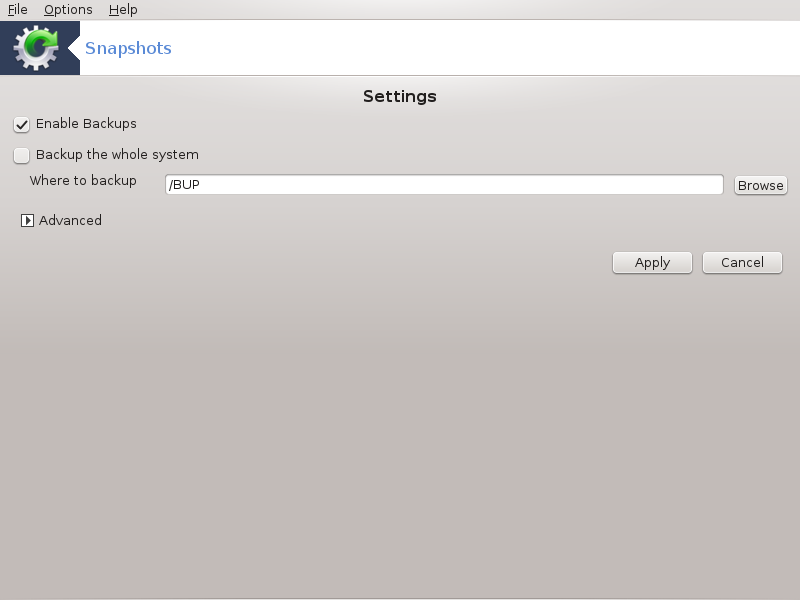 File Options Help
Snapshots
Settings
Enable Backups
Backup the whole system
Where to backup /BUP Browse
Advanced
Apply Cancel